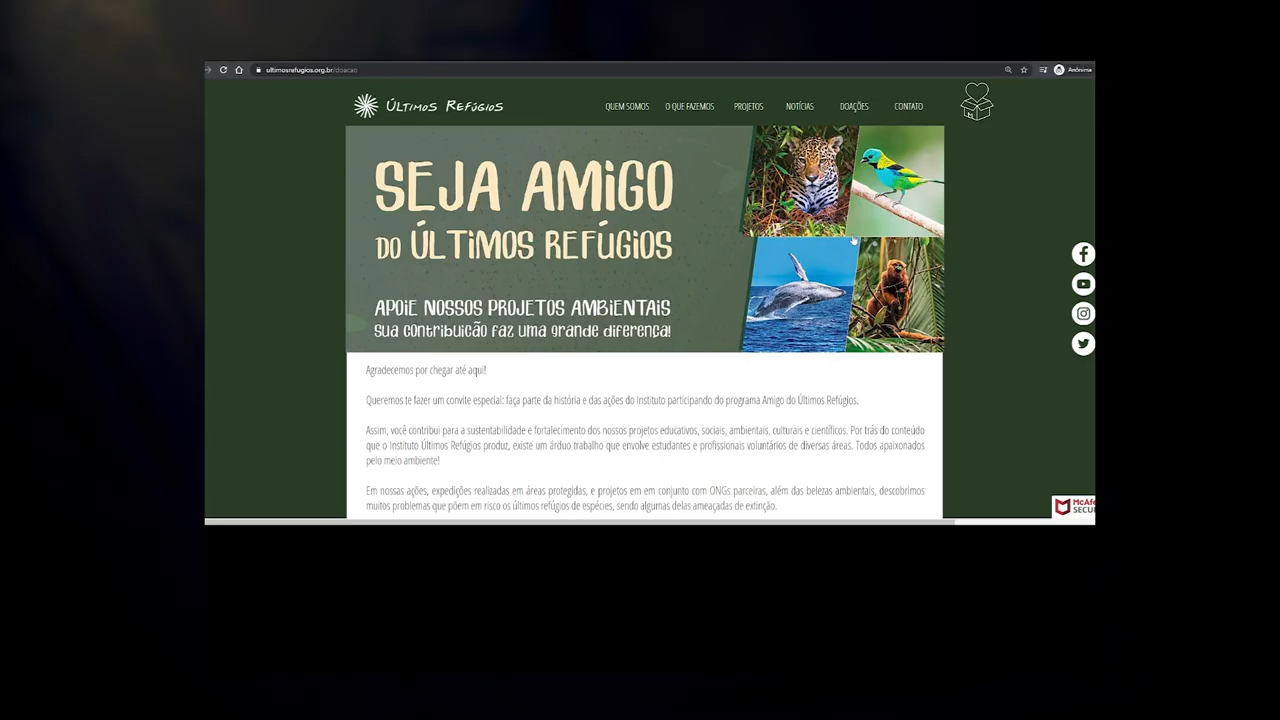 ultimosrefugios.org.br/doacao
Anônima
ÚLTIMOS REFÚGIOS
QUEM SOMOS O QUE FAZEMOS PROJETOS NOTÍCIAS DOAÇÕES CONTATO
SEJA AMIGO
DO ÚLTIMOS REFÚGIOS
APOIE NOSSOS PROJETOS AMBIENTAIS
SUA CONTRIBUIÇÃO FAZ UMA GRANDE DIFERENÇA!
Agradecemos por chegar até aqui!
Queremos te fazer um convite especial: faça parte da história e das ações do Instituto participando do programa Amigo do Últimos Refúgios.
Assim, você contribui para a sustentabilidade e fortalecimento dos nossos projetos educativos, sociais, ambientais, culturais e científicos. Por trás do conteúdo
que o Instituto Últimos Refúgios produz, existe um árduo trabalho que envolve estudantes e profissionais voluntários de diversas áreas. Todos apaixonados
pelo meio ambiente!
Em nossas ações, expedições realizadas em áreas protegidas, e projetos em em conjunto com ONGs parceiras, além das belezas ambientais, descobrimos
muitos problemas que põem em risco os últimos refúgios de espécies, sendo algumas delas ameaçadas de extinção.
McAfe
SECU